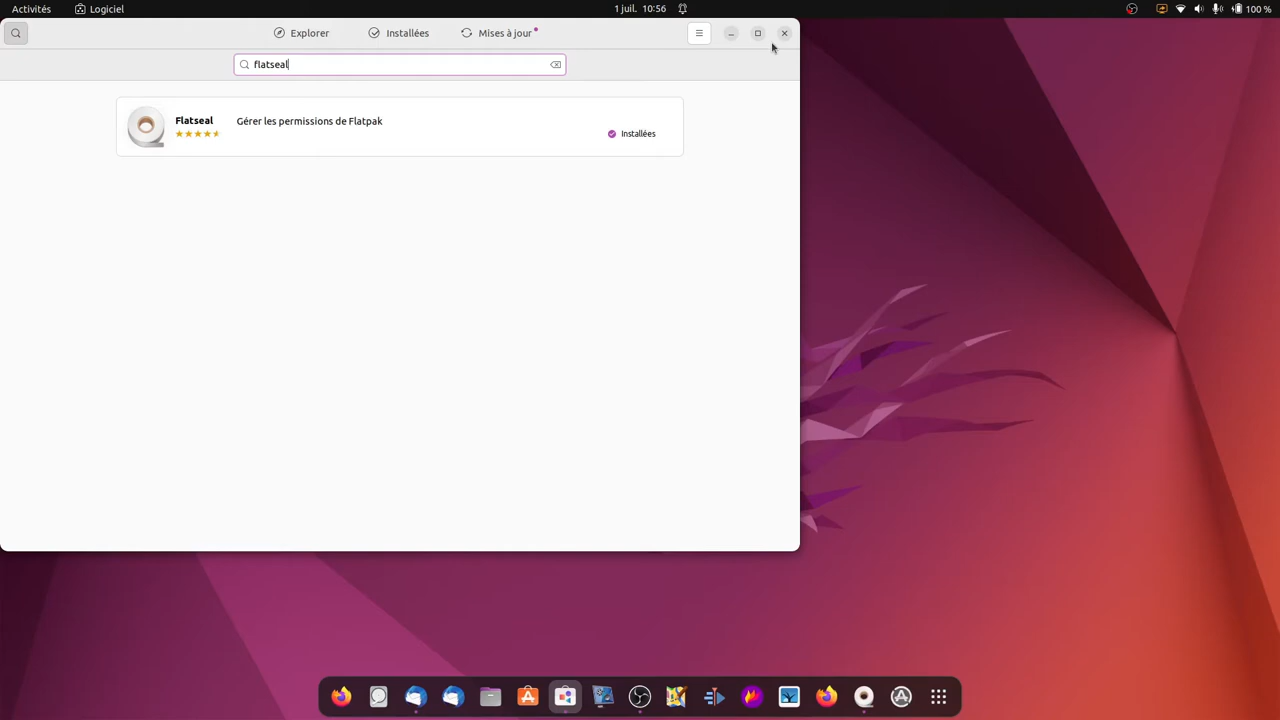 Activités Logiciel 1 juil. 10:56 100 %
Explorer Installées Mises à jour
flatseal
Flatseal Gérer les permissions de Flatpak
Installées